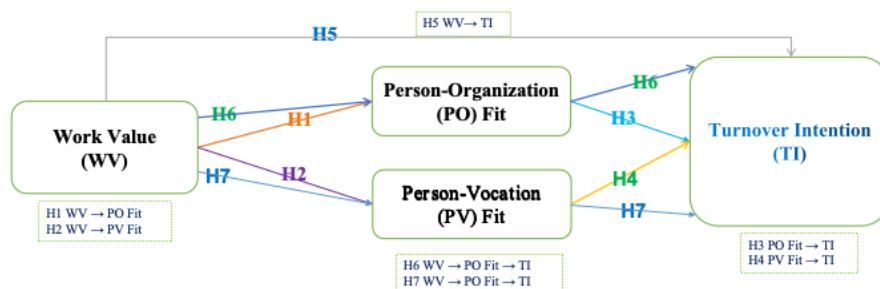 H5 WV→ TI
H5
Person-Organization
(PO) Fit
H6
H6
H1
H3
Work Value
(WV)
Turnover Intention
(TI)
H2
H7
H4
Person-Vocation
(PV) Fit
H7
H1 WV → PO Fit
H2 WV → PV Fit
H3 PO Fit → TI
H4 PV Fit → TI
H6 WV → PO Fit → TI
H7 WV → PO Fit → TI